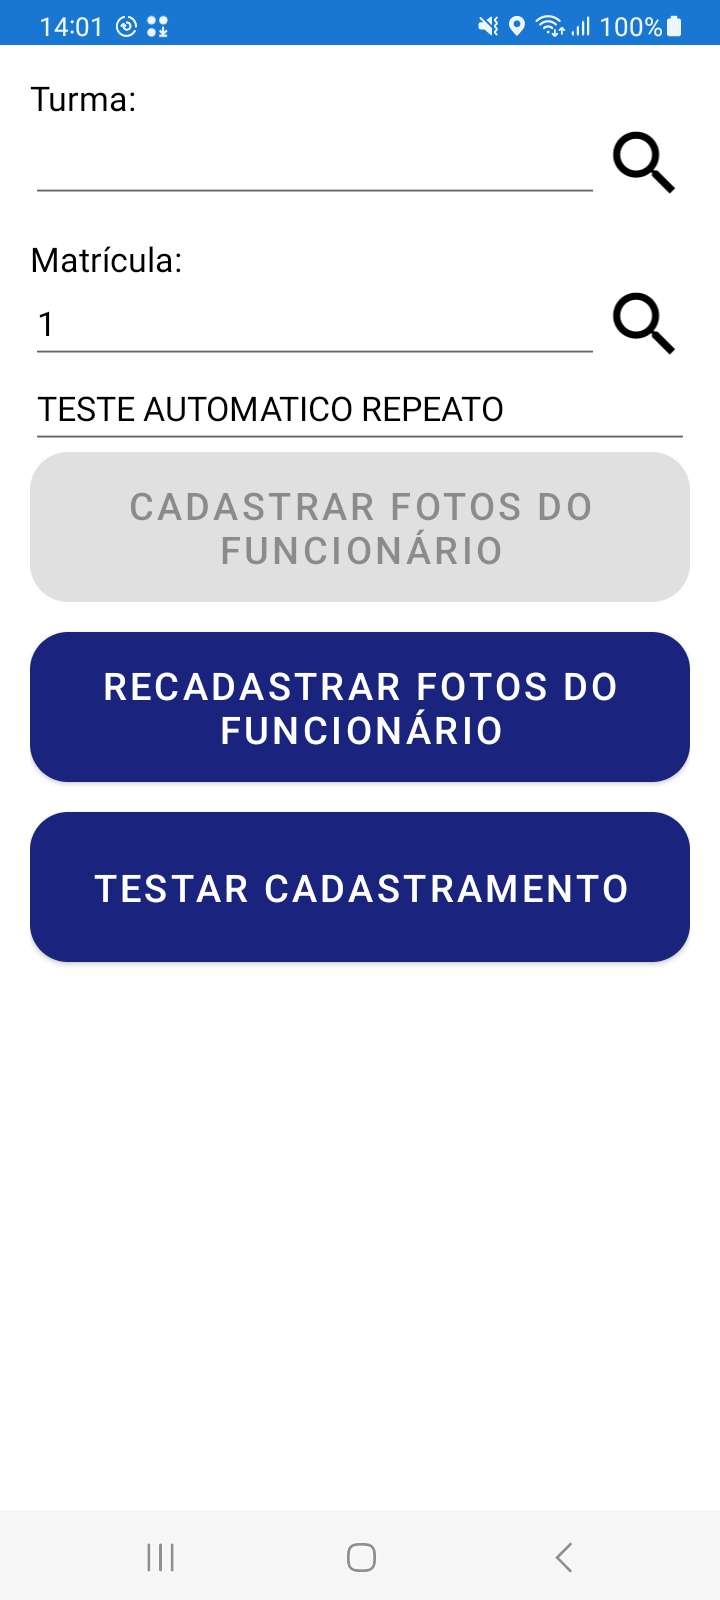 14:01 100%
Turma:
Matrícula:
1
TESTE AUTOMATICO REPEATO
CADASTRAR FOTOS DO
FUNCIONÁRIO
RECADASTRAR FOTOS DO
FUNCIONÁRIO
TESTAR CADASTRAMENTO